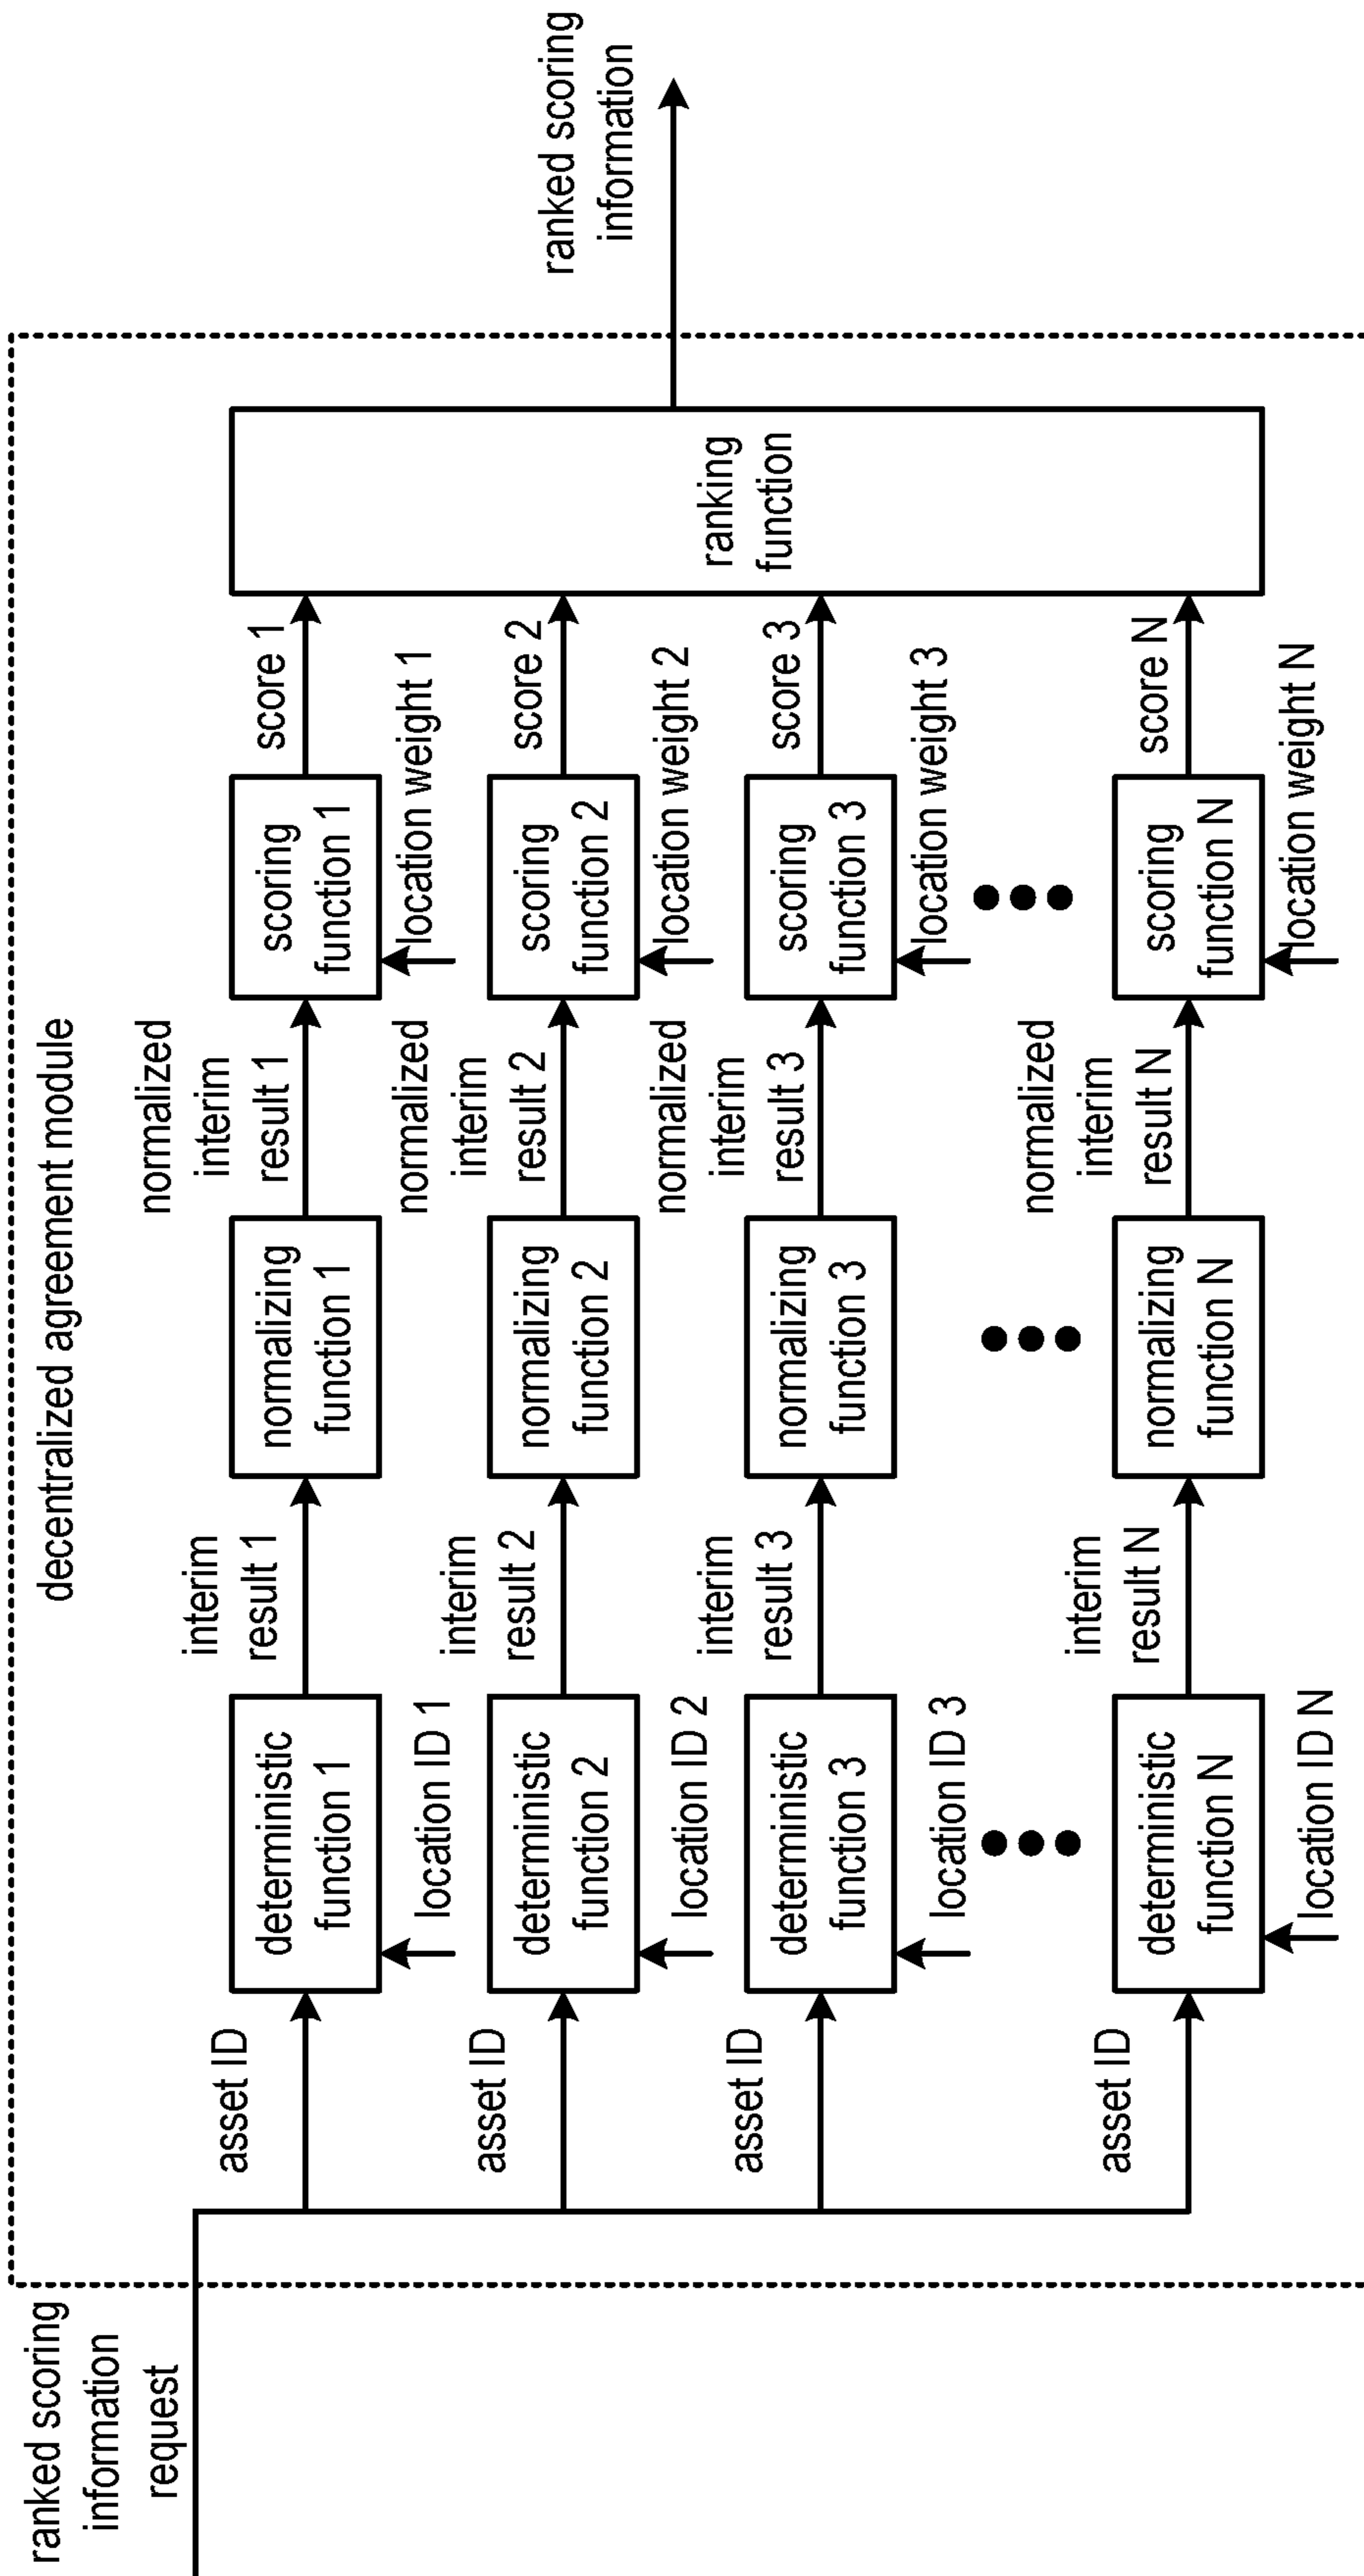 decentralized agreement module
ranked scoring
information
request
asset ID
deterministic
function 1
location ID 1
interim
result 1
normalizing
function 1
normalized
interim
result 1
scoring
function 1
location weight 1
score 1
asset ID
deterministic
function 2
location ID 2
interim
result 2
normalizing
function 2
normalized
interim
result 2
scoring
function 2
location weight 2
score 2
asset ID
deterministic
function 3
location ID 3
interim
result 3
normalizing
function 3
normalized
interim
result 3
scoring
function 3
location weight 3
score 3
asset ID
deterministic
function N
location ID N
interim
result N
normalizing
function N
normalized
interim
result N
scoring
function N
location weight N
score N
ranking
function
ranked scoring
information